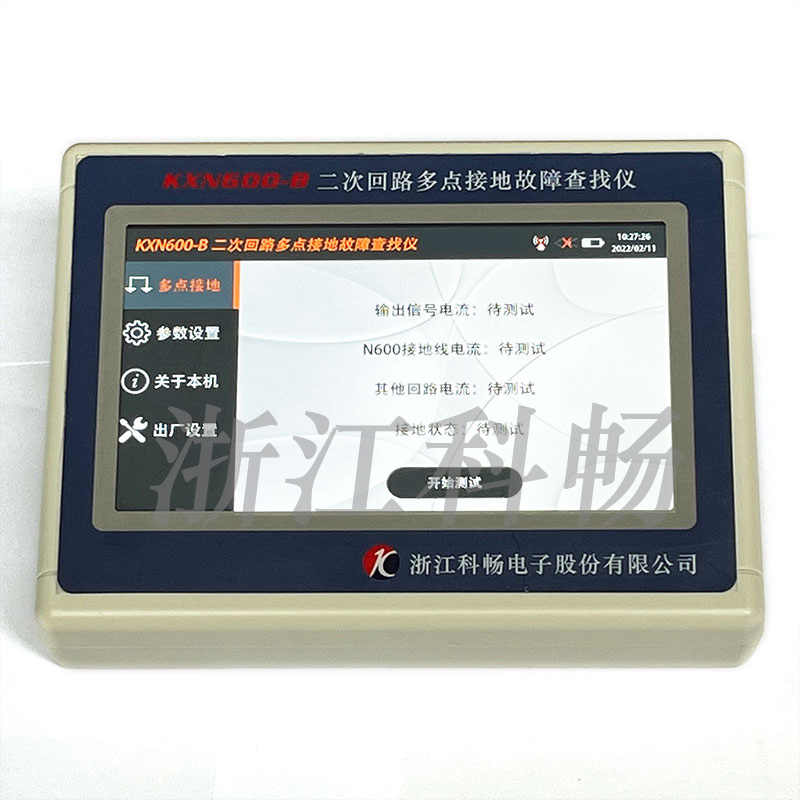 KXN600-B 二次回路多点接地故障查找仪
KXN600-B 二次回路多点接地故障查找仪
10:27:26
2022/02/11
多点接地
参数设置
关于本机
出厂设置
输出信号电流：待测试
N600接地线电流：待测试
其他回路电流：待测试
接地状态：待测试
开始测试
浙江科畅
浙江科畅电子股份有限公司